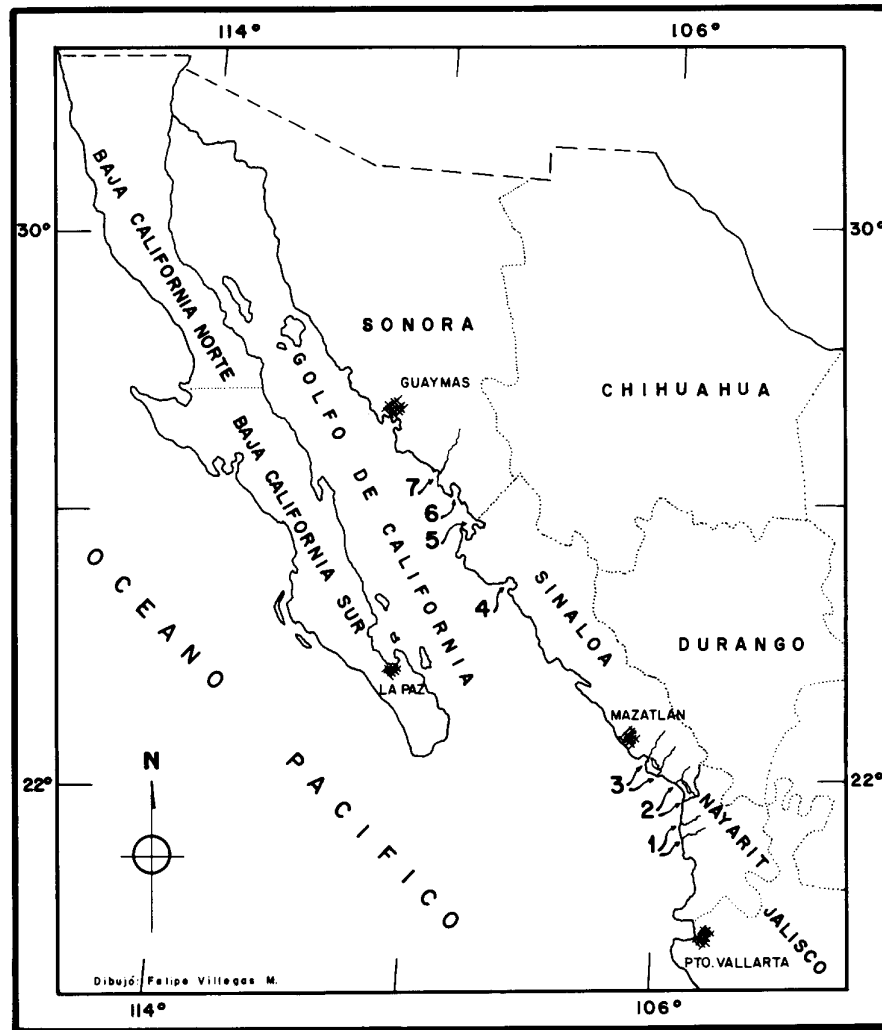 114° 106°
30° 30°
BAJA CALIFORNIA NORTE
SONORA
GUAYMAS
CHIHUAHUA
GOLFO DE CALIFORNIA
BAJA CALIFORNIA SUR
7
6
5
4
SINALOA
DURANGO
OCEANO PACIFICO
LA PAZ
MAZATLÁN
22° 22°
3
2
1
NAYARIT
JALISCO
N
PTO. VALLARTA
Dibujó: Felipe Villegas M.
114° 106°